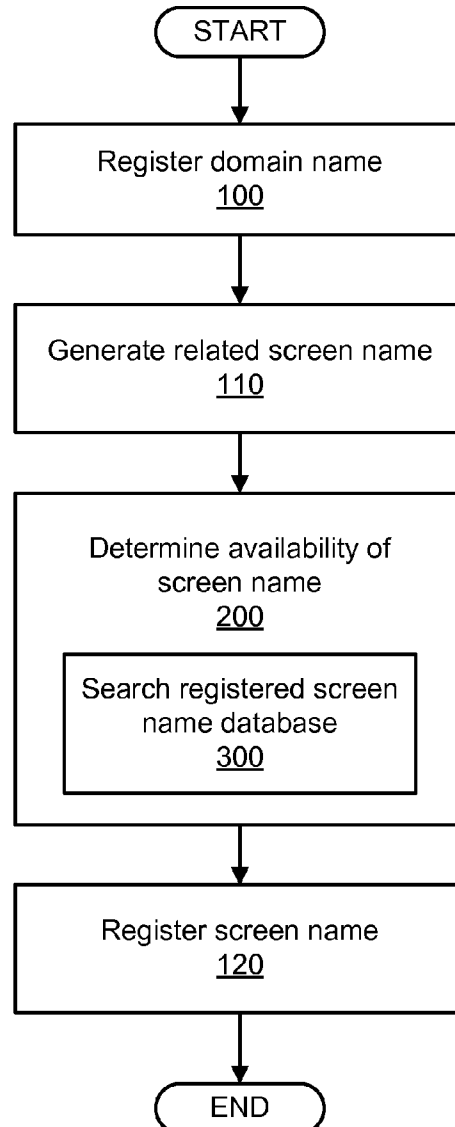 START
Register domain name
100
Generate related screen name
110
Determine availability of
screen name
200
Search registered screen
name database
300
Register screen name
120
END